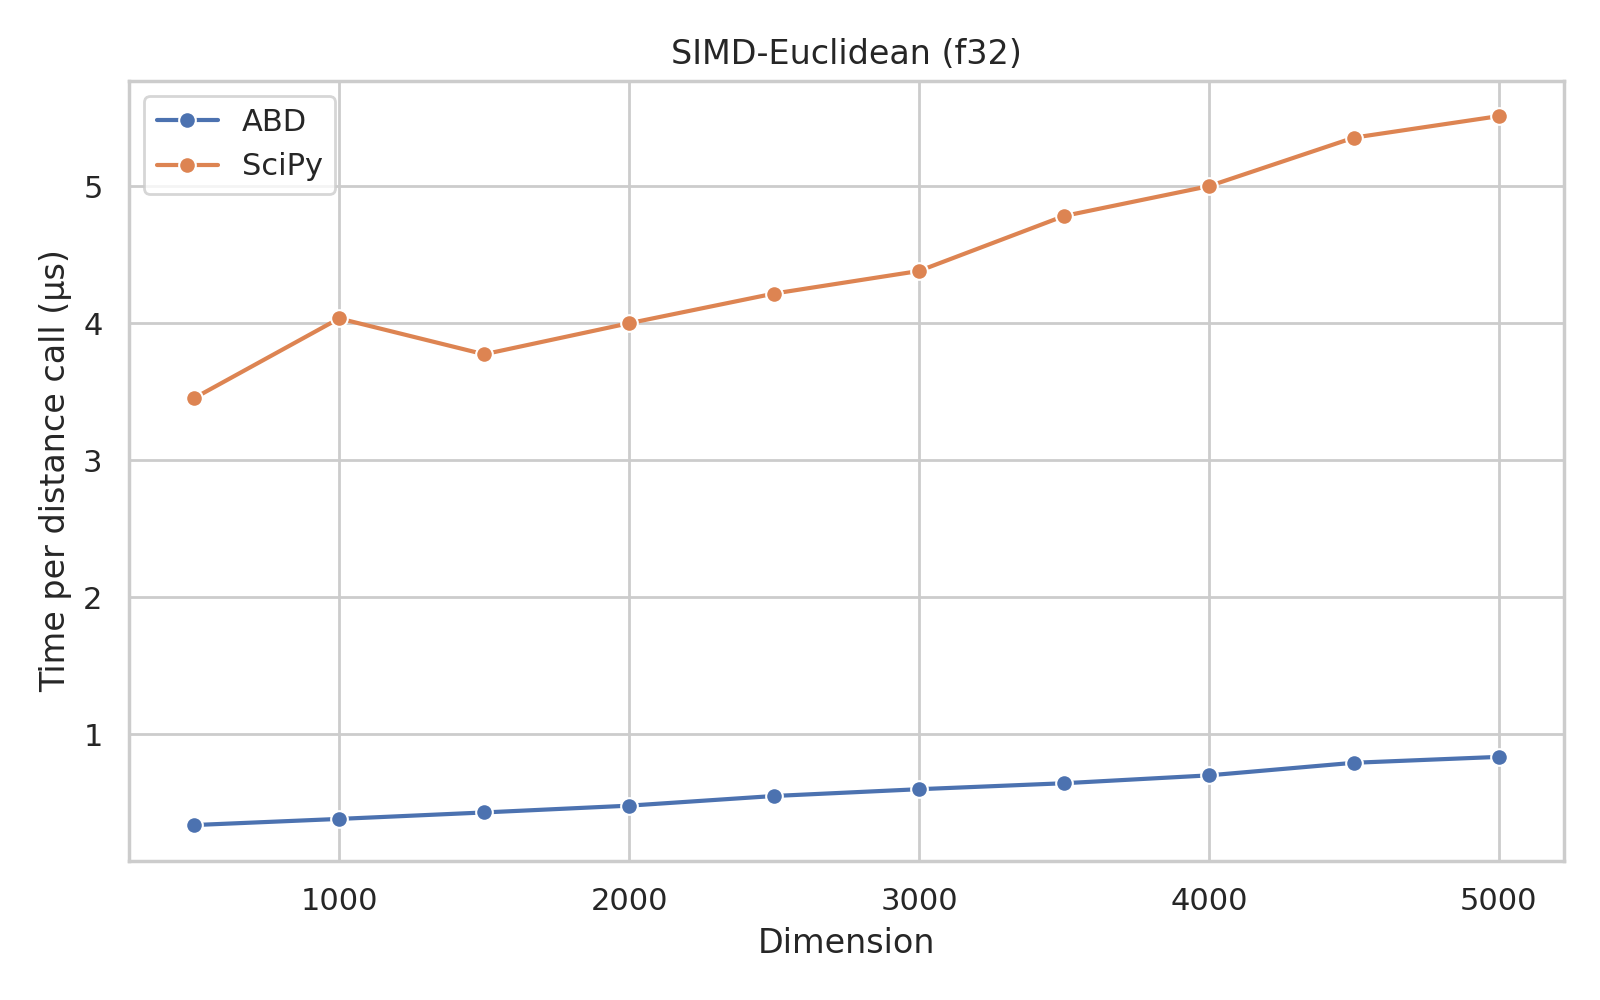 SIMD-Euclidean (f32)
ABD
SciPy
Time per distance call (µs)
5
4
3
2
1
1000 2000 3000 4000 5000
Dimension